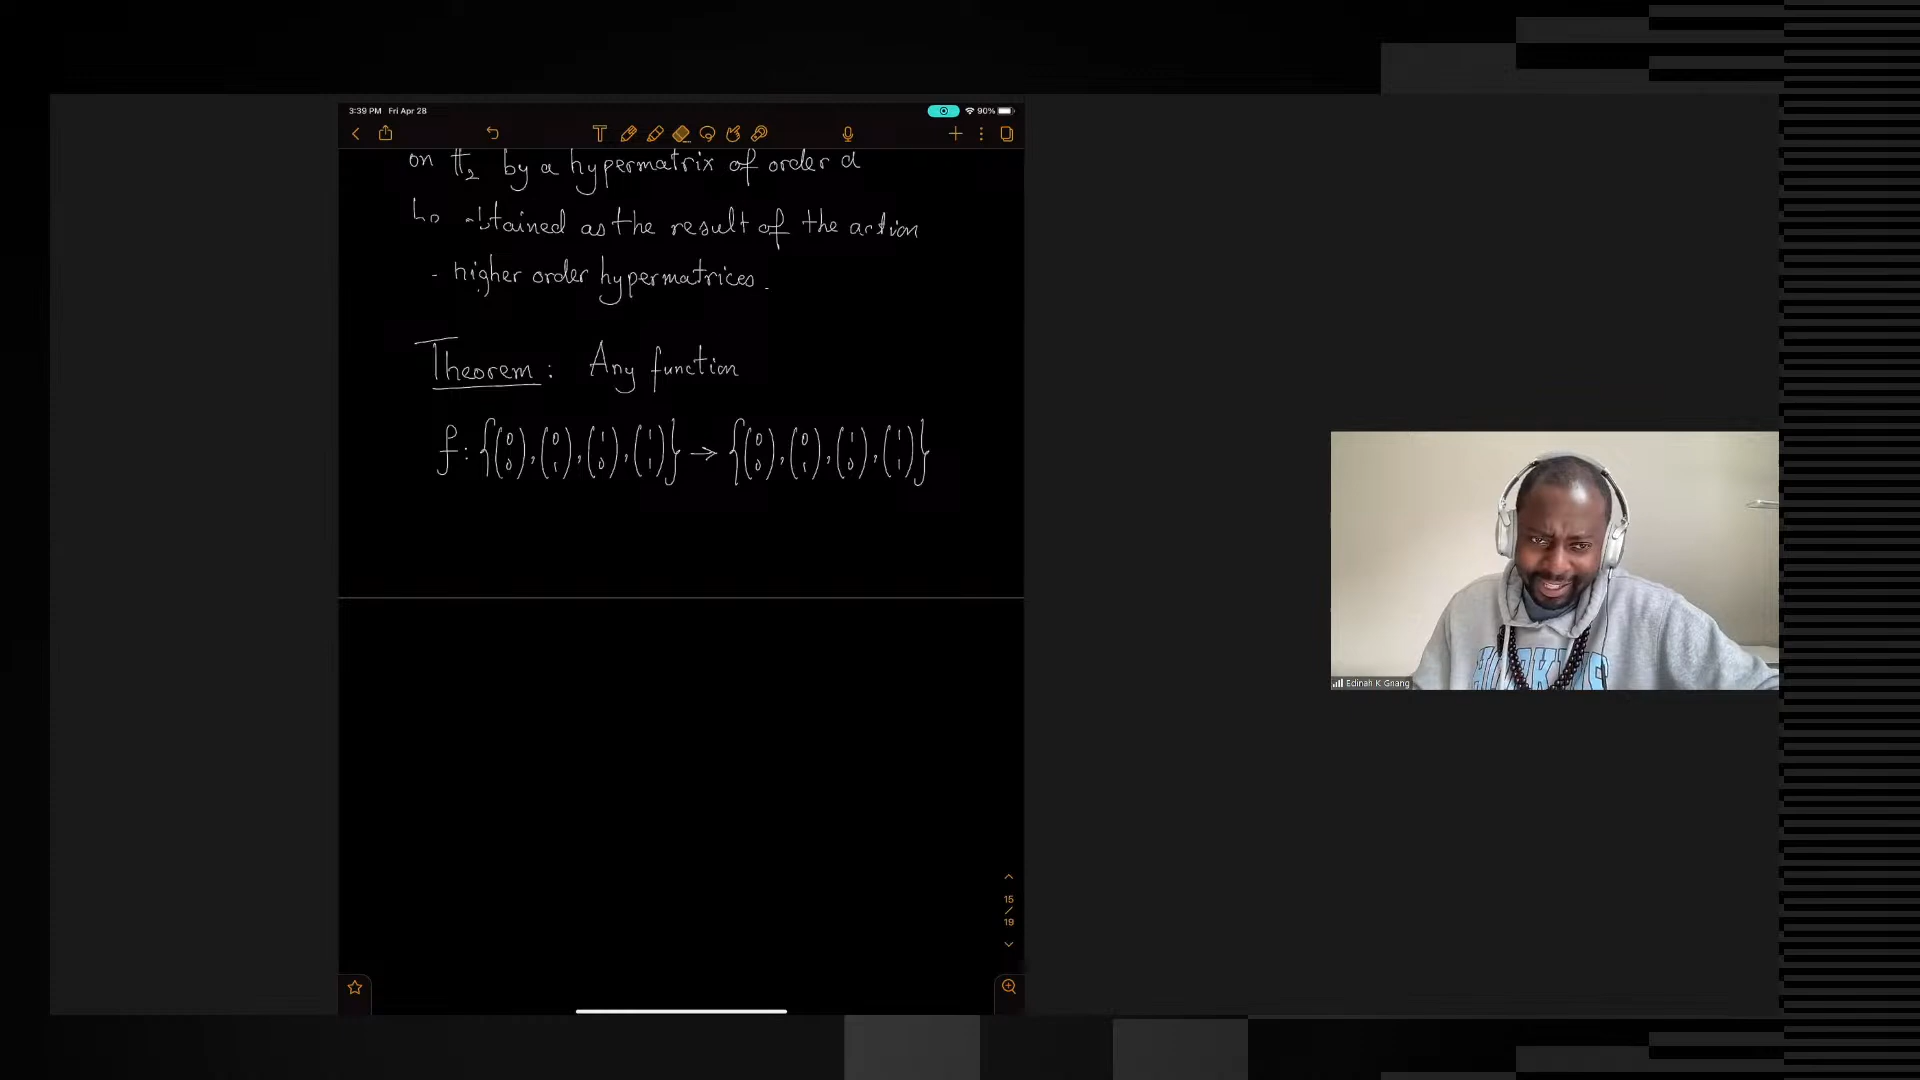 3:39 PM Fri Apr 28
90%
on π₂ by a hypermatrix of order d
obtained as the result of the action
higher order hypermatrices.
Theorem: Any function
f: {(0 0), (0 1), (1 0), (1 1)} → {(0 0), (0 1), (1 0), (1 1)}
Edinah K Gnang
15
/
19